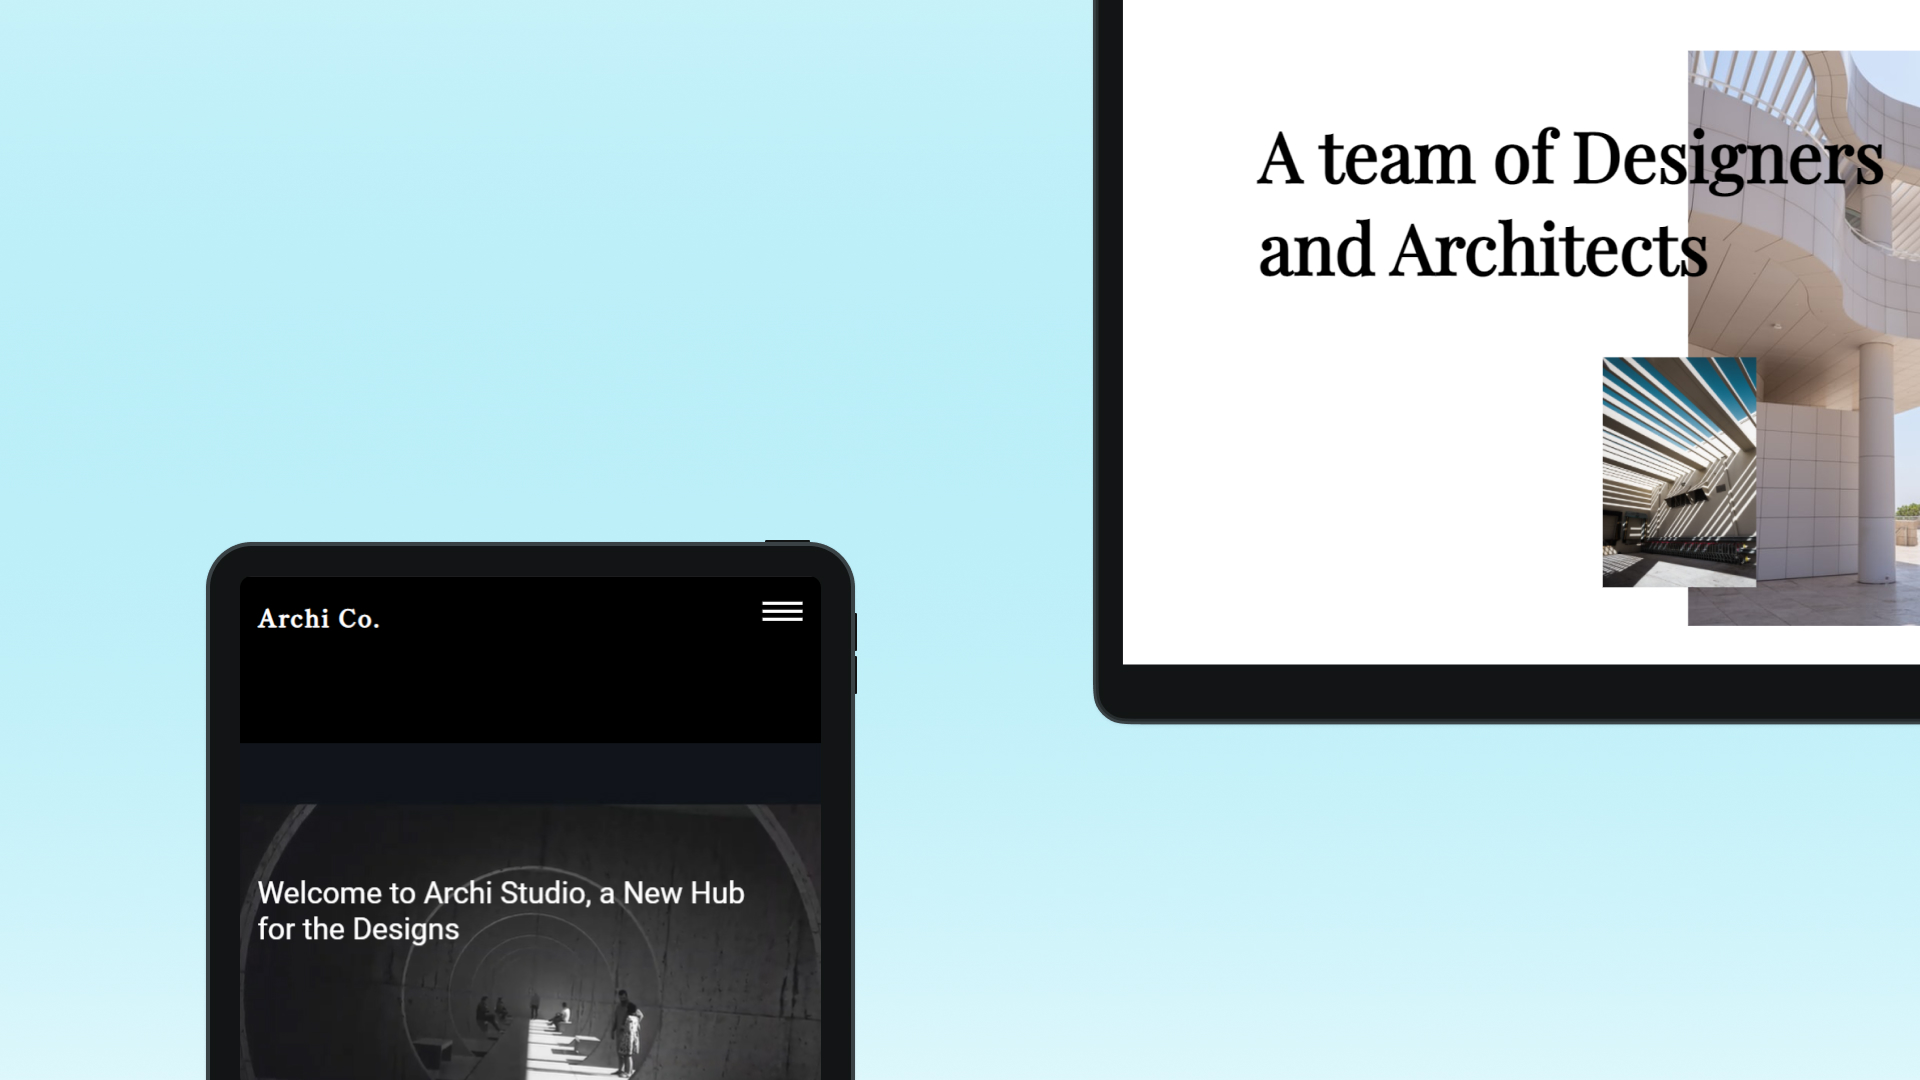 A team of Designers
and Architects
Archi Co.
Welcome to Archi Studio, a New Hub
for the Designs